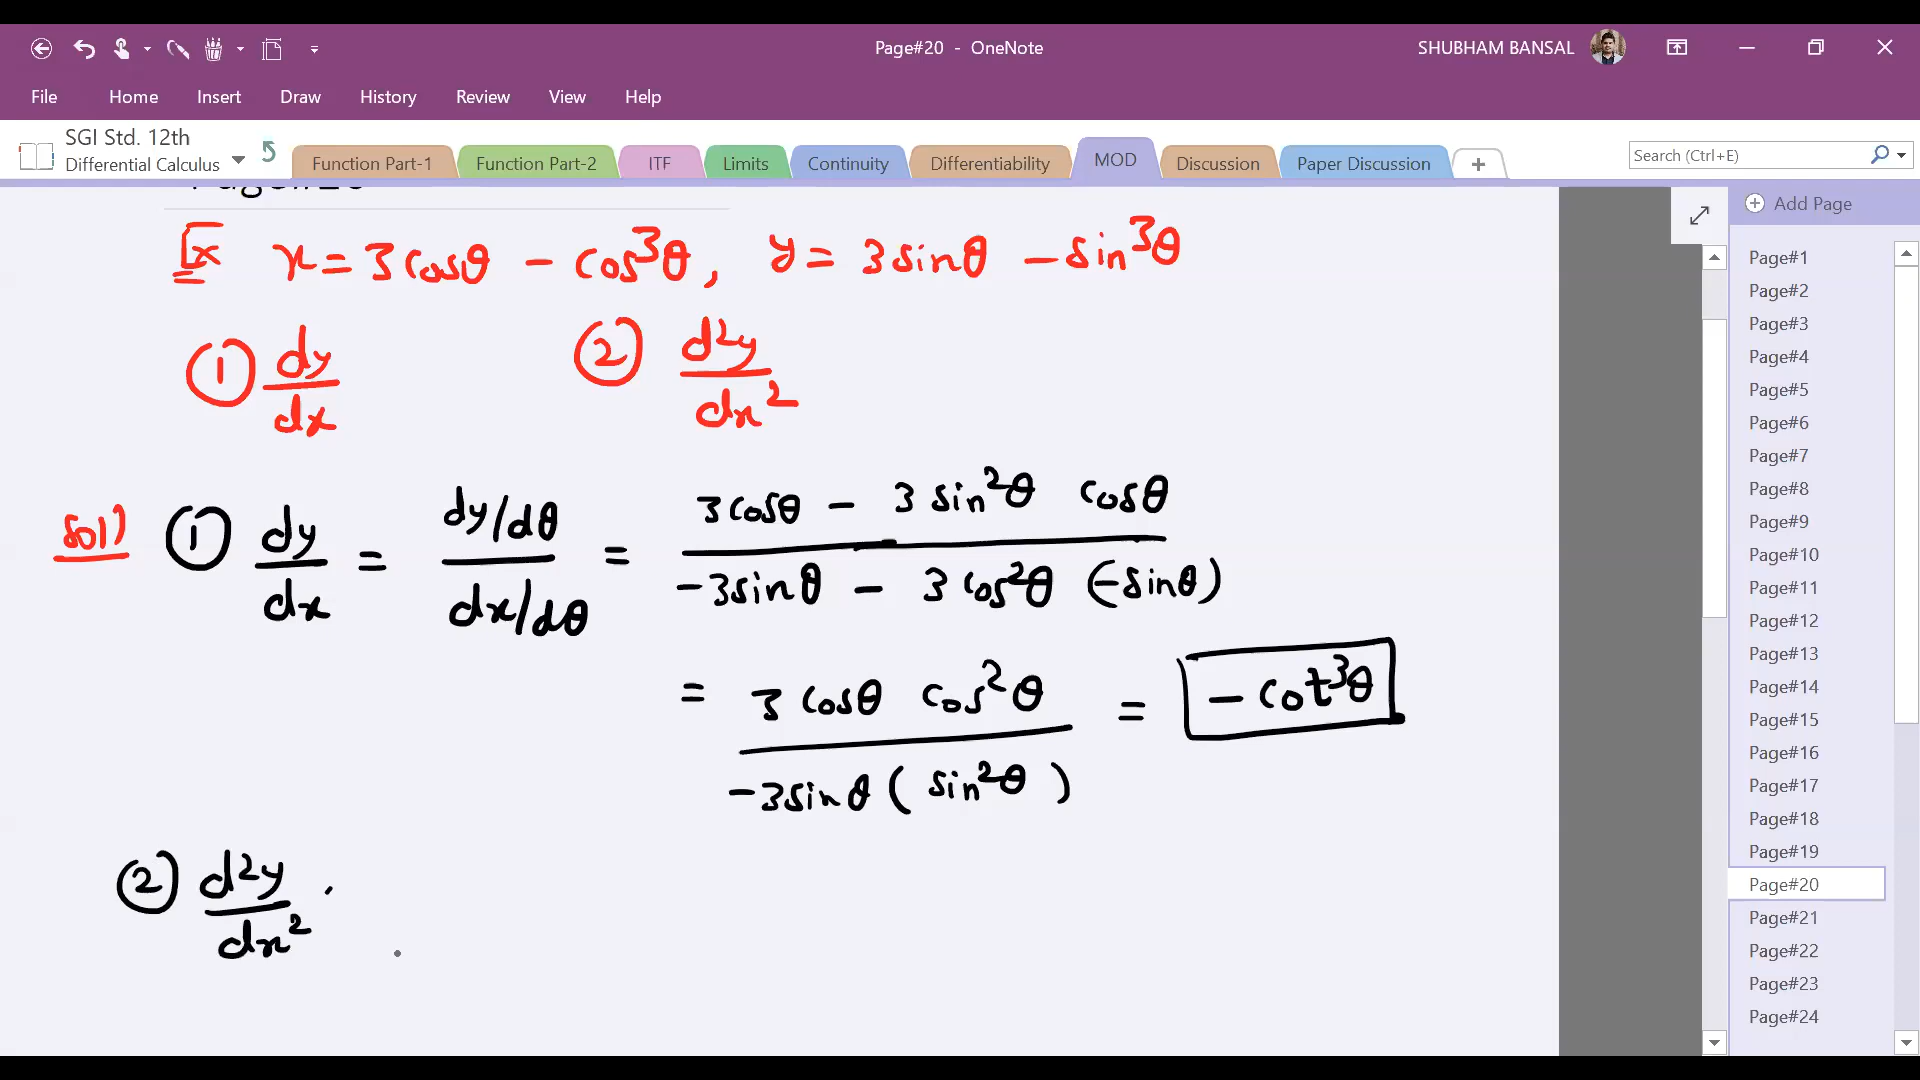 Page#20 - OneNote
SHUBHAM BANSAL
File Home Insert Draw History Review View Help
SGI Std. 12th
Differential Calculus
Function Part-1 Function Part-2 ITF Limits Continuity Differentiability MOD Discussion Paper Discussion +
Search (Ctrl+E)
Add Page
Ex x = 3cosθ - cos³θ, y = 3sinθ - sin³θ
① dy/dx ② d²y/dx²
sol) ① dy/dx = (dy/dθ)/(dx/dθ) = (3cosθ - 3sin²θ cosθ)/(-3sinθ - 3cos²θ (-sinθ))
= (3cosθ cos²θ)/(-3sinθ (sin²θ)) = -cot³θ
② d²y/dx²
Page#1
Page#2
Page#3
Page#4
Page#5
Page#6
Page#7
Page#8
Page#9
Page#10
Page#11
Page#12
Page#13
Page#14
Page#15
Page#16
Page#17
Page#18
Page#19
Page#20
Page#21
Page#22
Page#23
Page#24